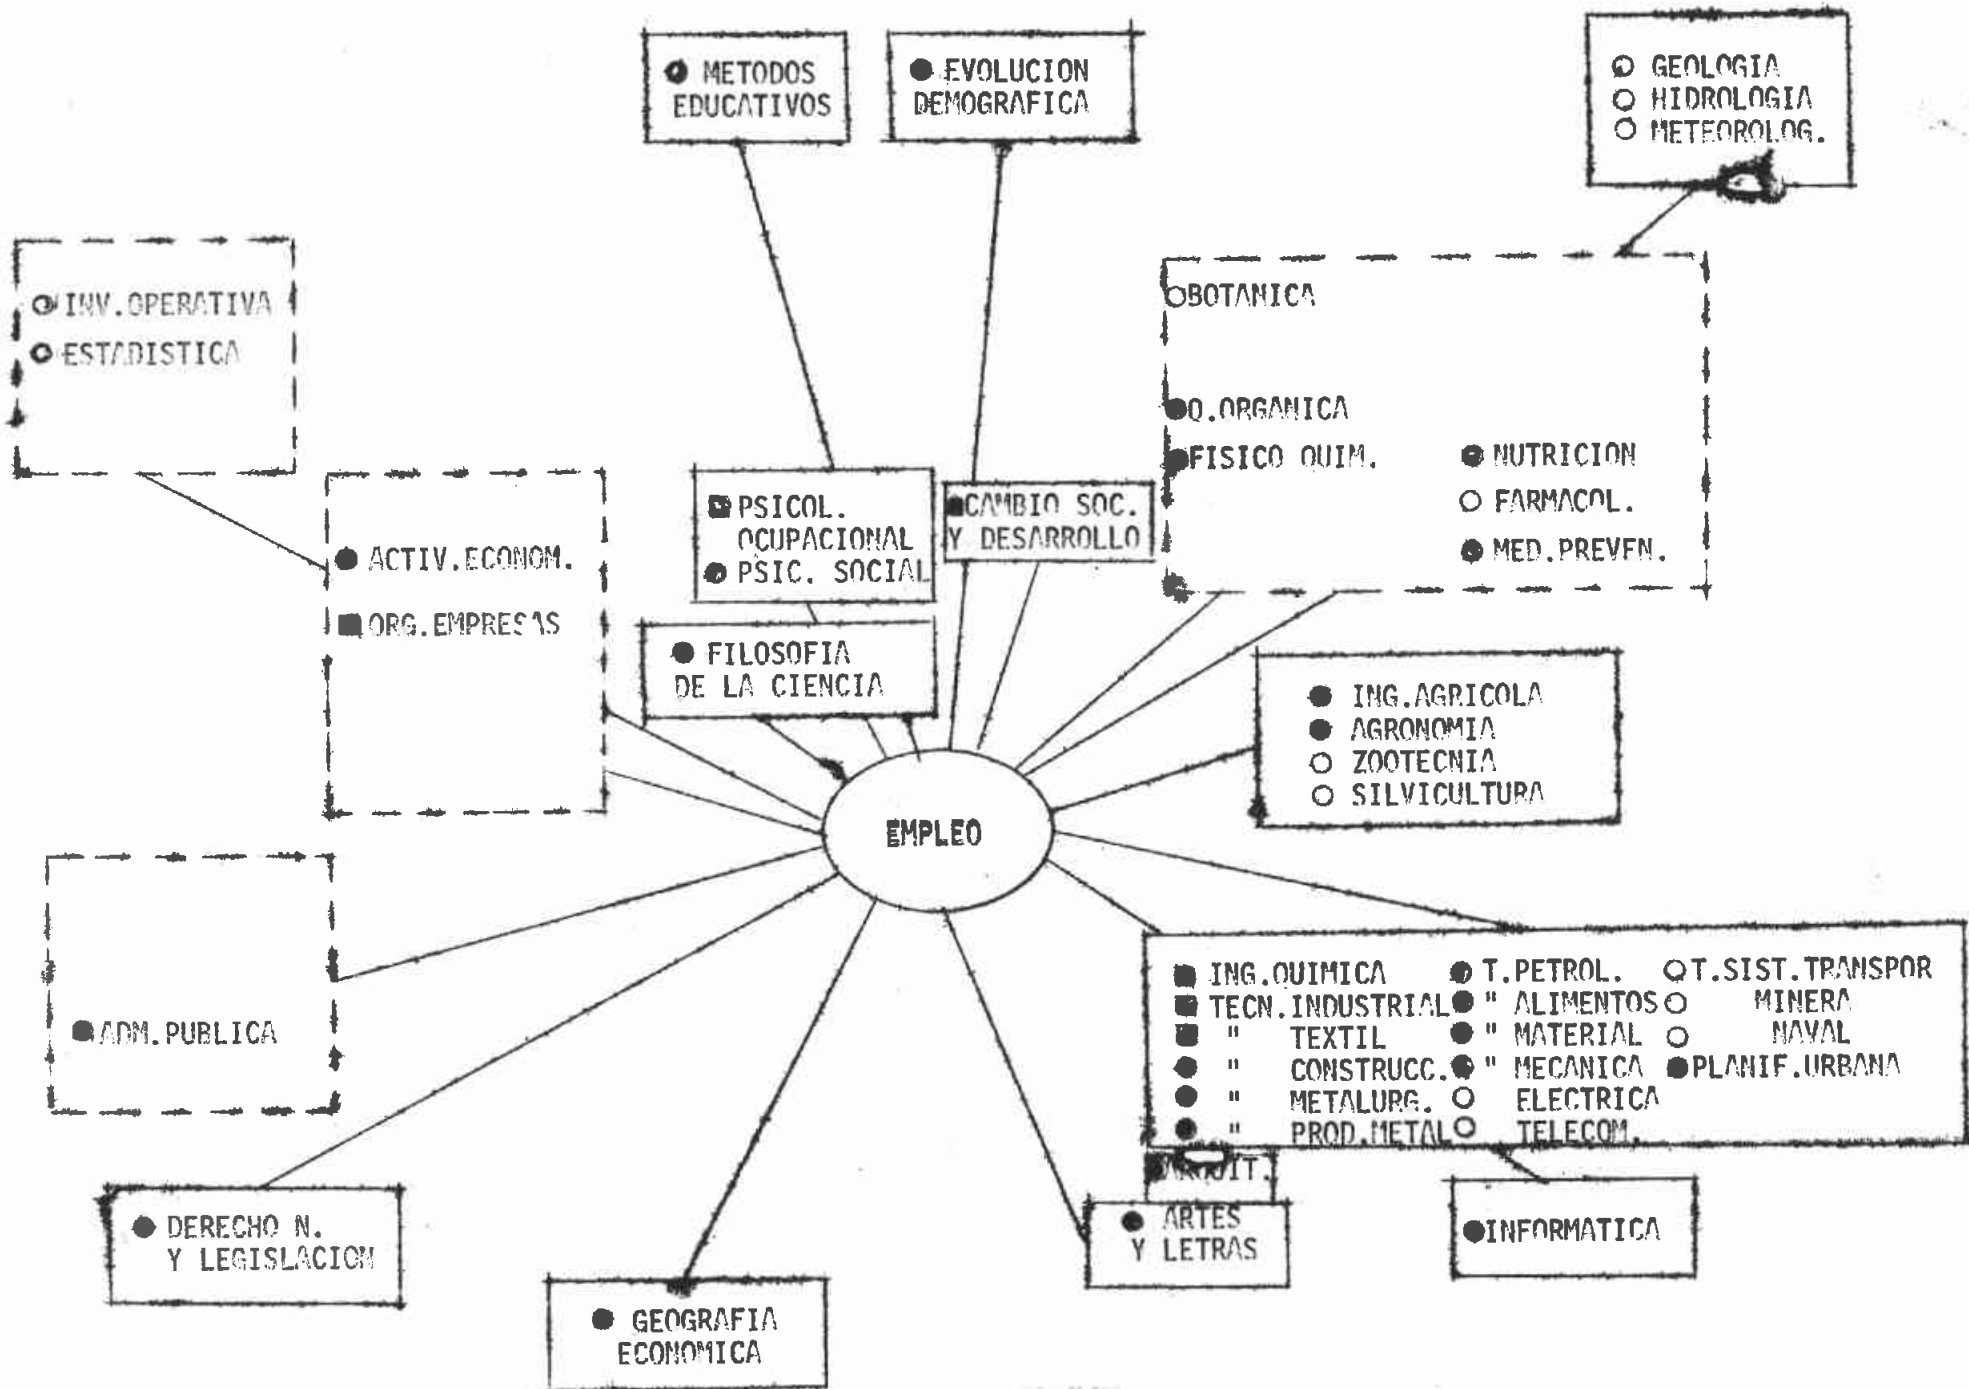 METODOS
EDUCATIVOS
EVOLUCION
DEMOGRAFICA
GEOLOGIA
HIDROLOGIA
METEOROLOG.
INV.OPERATIVA
ESTADISTICA
BOTANICA
Q.ORGANICA
FISICO QUIM.
NUTRICION
FARMACOL.
MED.PREVEN.
ACTIV.ECONOM.
ORG.EMPRESAS
PSICOL.
OCUPACIONAL
PSIC. SOCIAL
CAMBIO SOC.
Y DESARROLLO
FILOSOFIA
DE LA CIENCIA
ING.AGRICOLA
AGRONOMIA
ZOOTECNIA
SILVICULTURA
EMPLEO
ADM.PUBLICA
ING.QUIMICA T.PETROL. T.SIST.TRANSPOR
TECN.INDUSTRIAL " ALIMENTOS MINERA
" TEXTIL " MATERIAL NAVAL
" CONSTRUCC. " MECANICA PLANIF.URBANA
" METALURG. ELECTRICA
" PROD.METAL TELECOM.
ARQUIT.
ARTES
Y LETRAS
INFORMATICA
DERECHO N.
Y LEGISLACION
GEOGRAFIA
ECONOMICA